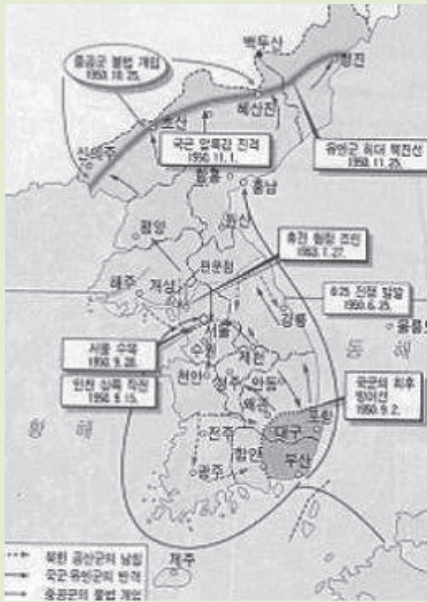 백두산
청진
중공군 불법 개입
1950.10.25.
혜산진
초산
신의주
국군 압록강 진격
1950.11.1.
유엔군 최대 북진선
1950.11.25.
함흥
흥남
평양
원산
휴전 협정 조인
1953.7.27.
판문점
해주
개성
6·25 전쟁 발발
1950.6.25.
서울
강릉
울릉도
동해
서울 수복
1950.9.28.
수원
제천
인천 상륙 작전
1950.9.15.
천안
청주
안동
국군의 최후
방어선
1950.9.2.
왜관
포항
황해
전주
대구
함안
광주
부산
제주
북한 공산군의 남침
국군·유엔군의 반격
중공군의 불법 개입